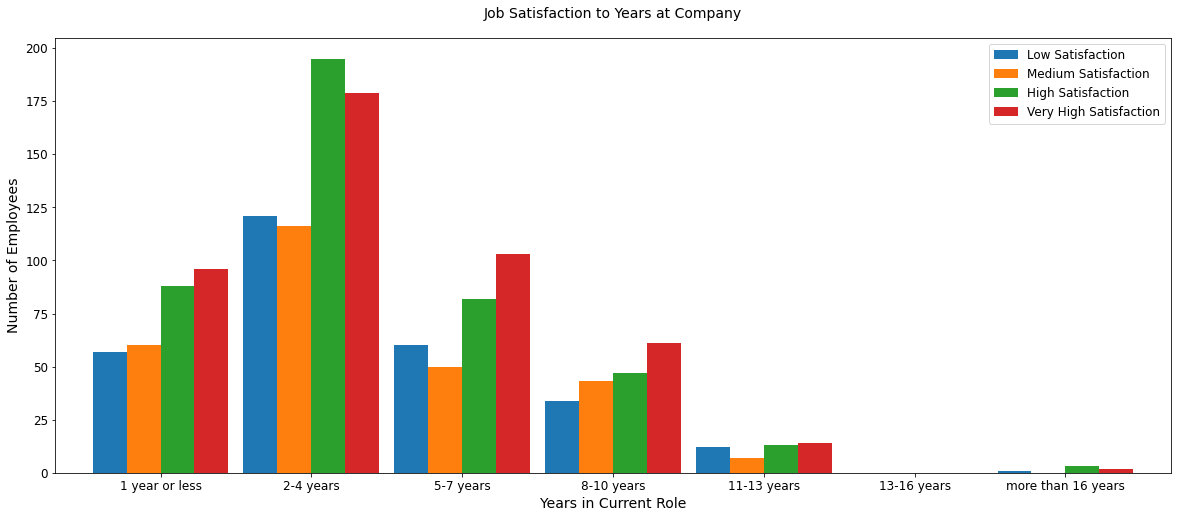 Job Satisfaction to Years at Company
Low Satisfaction
Medium Satisfaction
High Satisfaction
Very High Satisfaction
Number of Employees
200
175
150
125
100
75
50
25
0
1 year or less 2-4 years 5-7 years 8-10 years 11-13 years 13-16 years more than 16 years
Years in Current Role